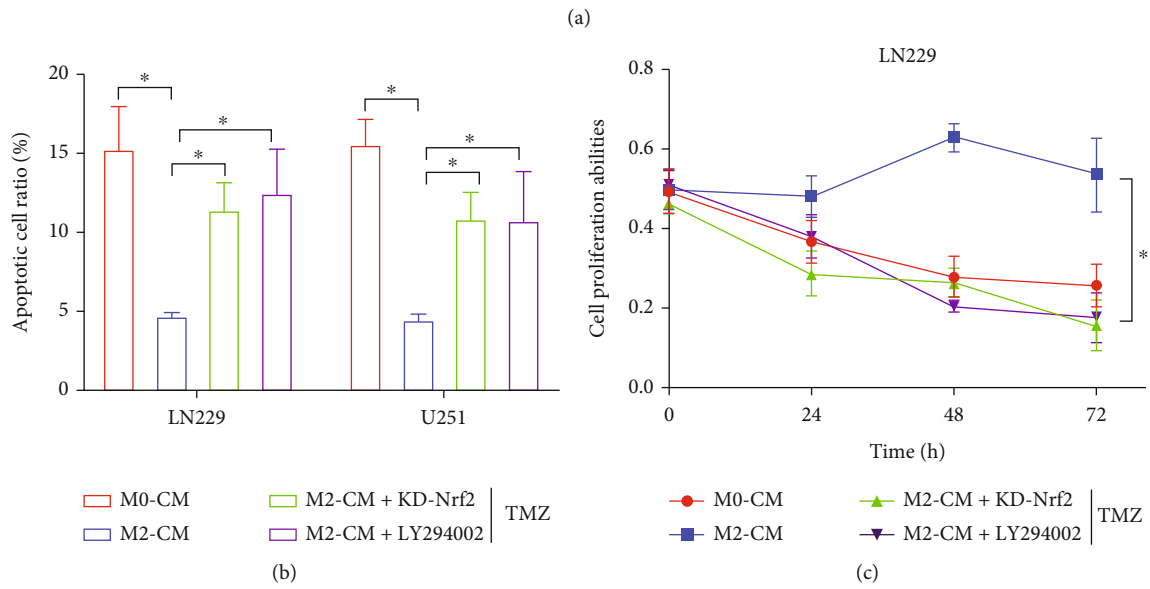 (a)
20
15
10
5
0
Apoptotic cell ratio (%)
*
*
*
*
*
*
LN229
U251
M0-CM
M2-CM
M2-CM + KD-Nrf2
M2-CM + LY294002
TMZ
(b)
LN229
0.8
0.6
0.4
0.2
0.0
Cell proliferation abilities
*
0
24
48
72
Time (h)
M0-CM
M2-CM
M2-CM + KD-Nrf2
M2-CM + LY294002
TMZ
(c)